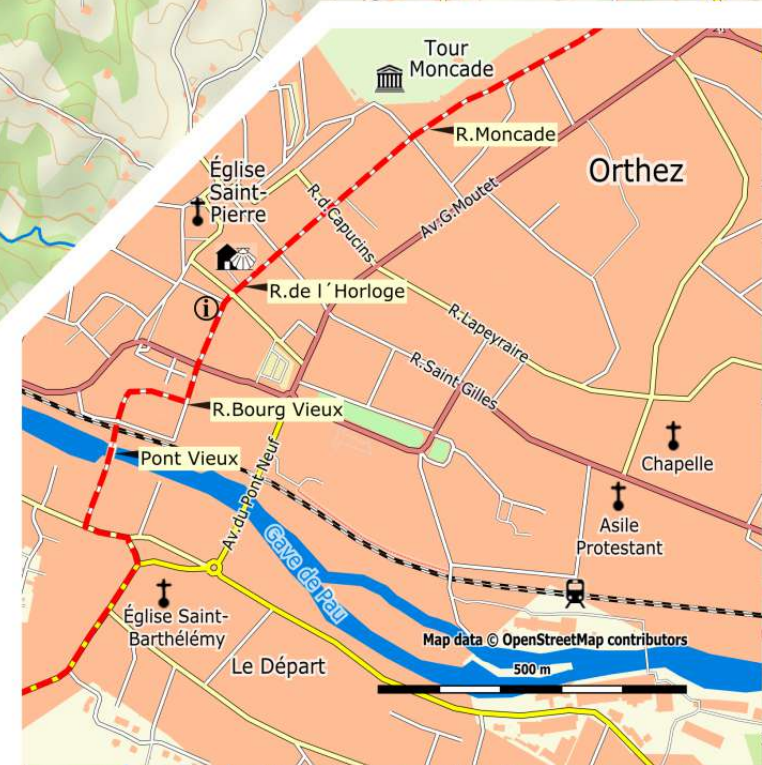 Tour
Moncade
R.Moncade
Orthez
Église
Saint-
Pierre
R.d.Capucins
Av.G.Moutet
i
R.de l´Horloge
R.Lapeyraire
R.Saint Gilles
R.Bourg Vieux
Pont Vieux
Av.du Pont Neuf
Chapelle
Asile
Protestant
Gave de Pau
Église Saint-
Barthélémy
Le Départ
Map data © OpenStreetMap contributors
500 m